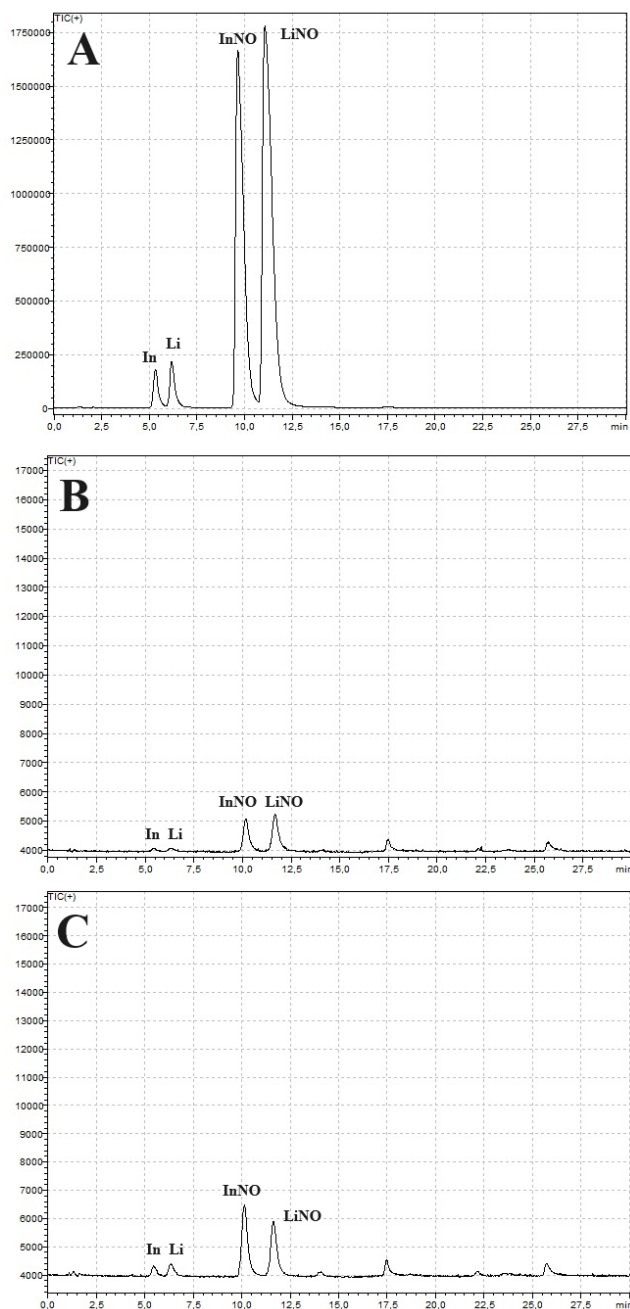 TIC(+)
A
InNO
LiNO
In
Li
1750000
1500000
1250000
1000000
750000
500000
250000
0
0,0 2,5 5,0 7,5 10,0 12,5 15,0 17,5 20,0 22,5 25,0 27,5 min
TIC(+)
B
17000
16000
15000
14000
13000
12000
11000
10000
9000
8000
7000
6000
5000
4000
InNO LiNO
In Li
0,0 2,5 5,0 7,5 10,0 12,5 15,0 17,5 20,0 22,5 25,0 27,5 min
TIC(+)
C
17000
16000
15000
14000
13000
12000
11000
10000
9000
8000
7000
6000
5000
4000
InNO
LiNO
In Li
0,0 2,5 5,0 7,5 10,0 12,5 15,0 17,5 20,0 22,5 25,0 27,5 min